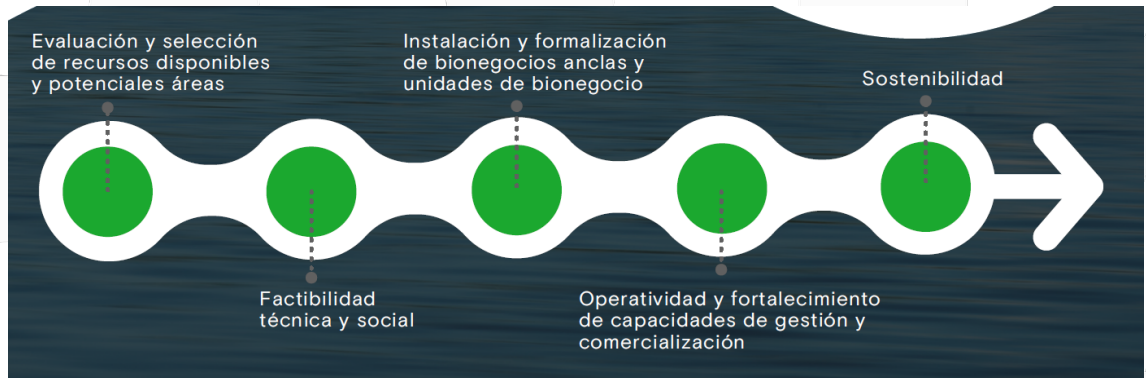 Evaluación y selección
de recursos disponibles
y potenciales áreas
Factibilidad
técnica y social
Instalación y formalización
de bionegocios anclas y
unidades de bionegocio
Operatividad y fortalecimiento
de capacidades de gestión y
comercialización
Sostenibilidad